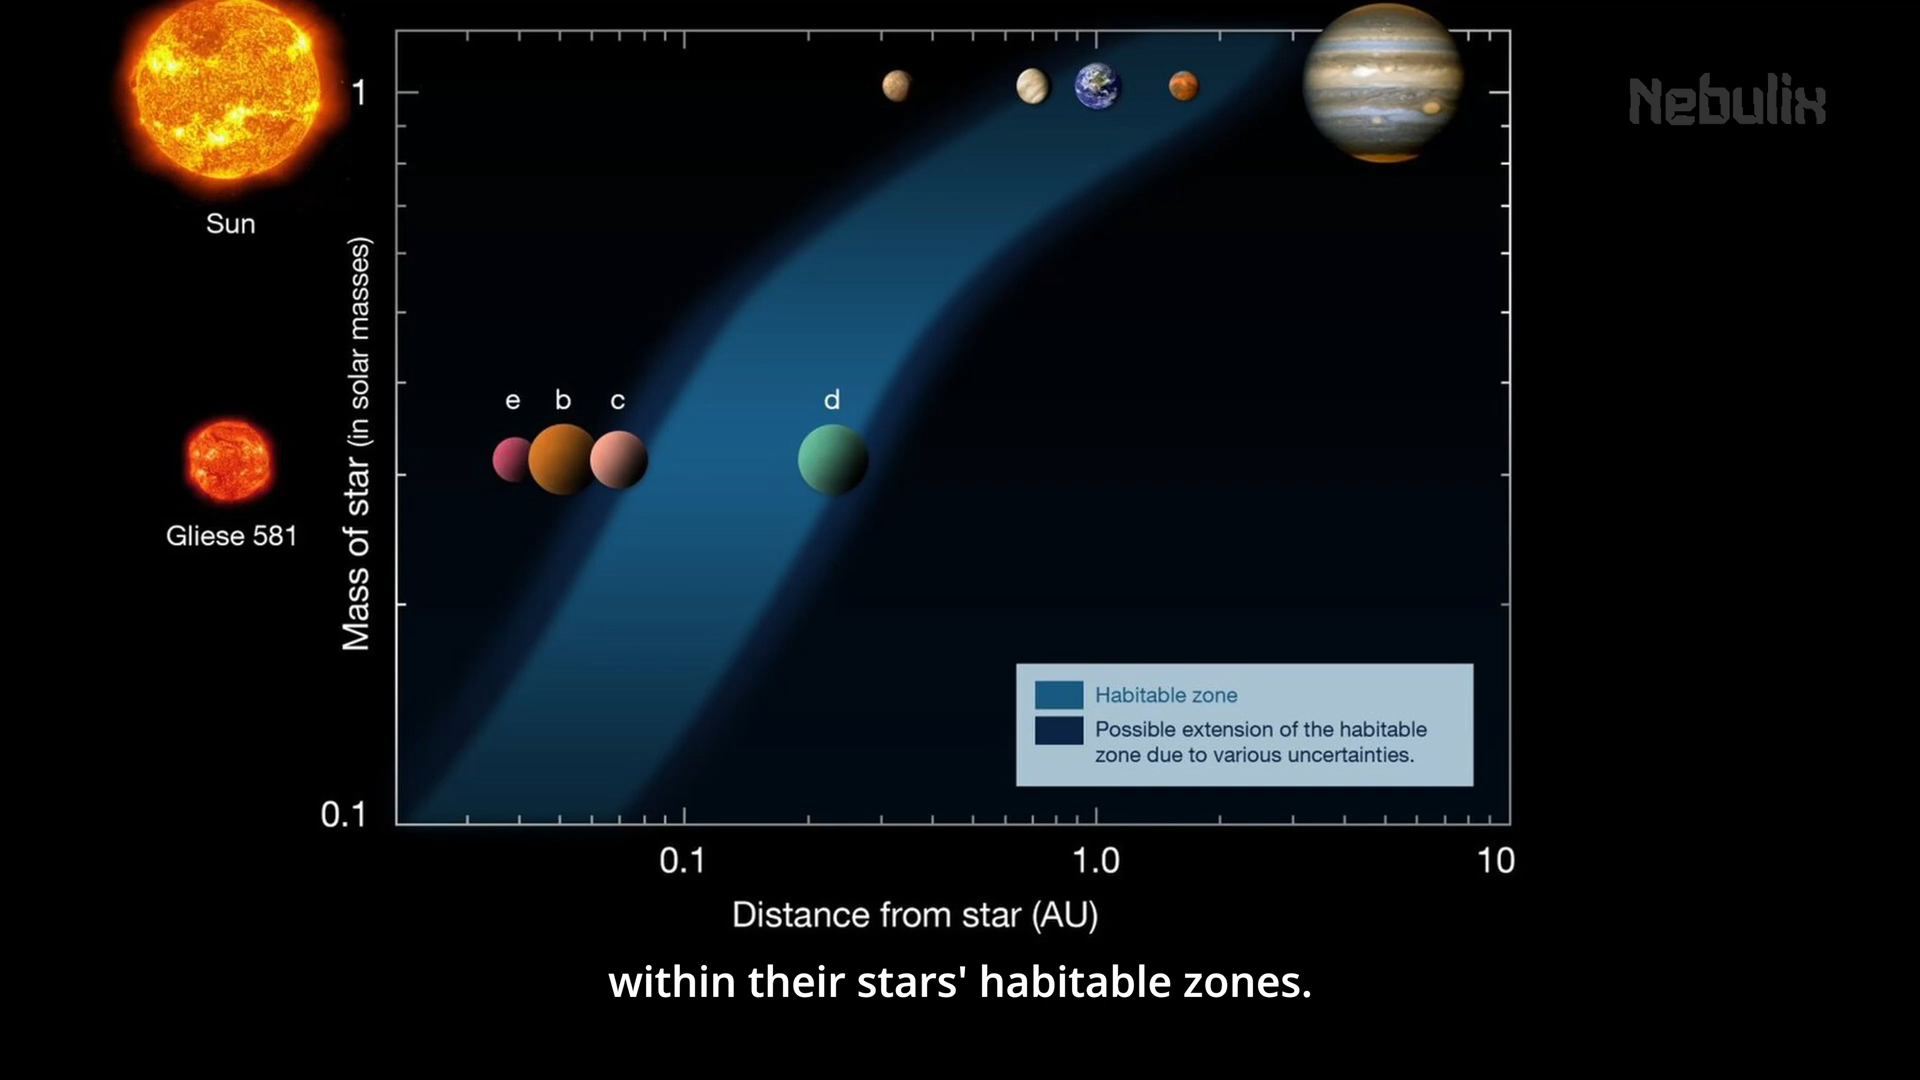 Nebulix
1
Sun
Mass of star (in solar masses)
e b c d
Gliese 581
Habitable zone
Possible extension of the habitable
zone due to various uncertainties.
0.1
0.1 1.0 10
Distance from star (AU)
within their stars' habitable zones.